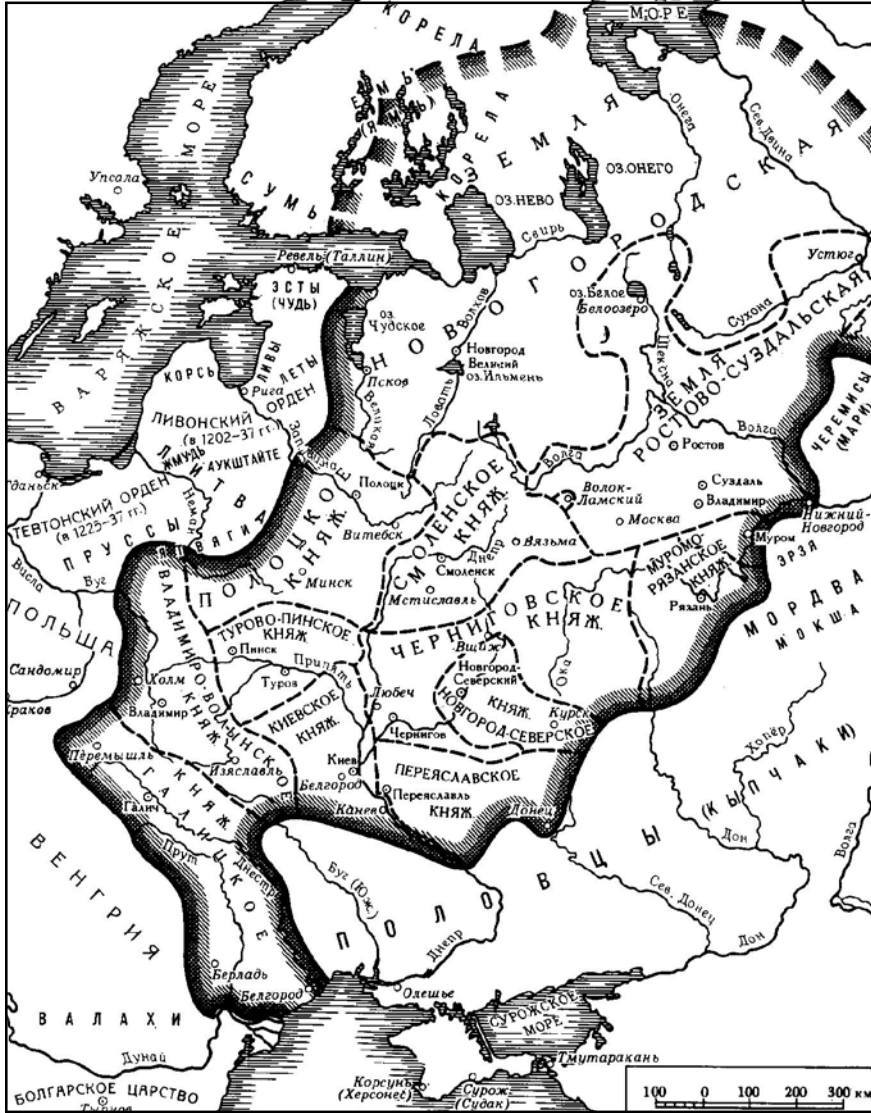 МОРЕ
КОРЕЛА
ЕМЬ
(ЯМЬ)
КОРЕЛА
Онега
Сев. Двина
МОРЕ
Упсала
СУМЬ
НОВГОРОДСКАЯ
ЗЕМЛЯ
ОЗ.ОНЕГО
ОЗ.НЕВО
Свирь
Устюг
ВАРЯЖСКОЕ
Ревель (Таллин)
ЭСТЫ
(ЧУДЬ)
оз.
Чудское
Волхов
оз.Белое
Белоозеро
Сухона
Шексна
Новгород
Великий
оз.Ильмень
Псков
Великая
Ловать
КОРСЬ
ЛИВЫ
ЛЕТЫ
Рига
ЛИВОНСКИЙ ОРДЕН
(в 1202–37 гг.)
ЖМУДЬ
АУКШТАЙТЕ
ЛИТВА
РОСТОВО-СУЗДАЛЬСКАЯ
ЗЕМЛЯ
Волга
Волга
Ростов
ЧЕРЕМИСЫ
(МАРИ)
Суздаль
Владимир
Нижний-
Новгород
Волок-
Ламский
Москва
Гданьск
ТЕВТОНСКИЙ ОРДЕН
(в 1225–37 гг.)
ПРУССЫ
Неман
ЯТВЯГИ
Полоцк
Витебск
ПОЛОЦКОЕ
КНЯЖ.
Минск
СМОЛЕНСКОЕ
КНЯЖ.
Днепр
Вязьма
Смоленск
Мстиславль
Муром
МУРОМО-
РЯЗАНСКОЕ
КНЯЖ.
Рязань
ЭРЗЯ
МОРДВА
МОКША
Висла
Буг
ПОЛЬША
Сандомир
Краков
ВЛАДИМИРО-ВОЛЫНСКОЕ
КНЯЖ.
Холм
Владимир
Изяславль
ТУРОВО-ПИНСКОЕ
КНЯЖ.
Пинск
Припять
Туров
КИЕВСКОЕ
КНЯЖ.
Киев
Белгород
Канев
ЧЕРНИГОВСКОЕ
КНЯЖ.
Вщиж
Любеч
Чернигов
Новгород-
Северский
КНЯЖ.
НОВГОРОД-СЕВЕРСКОЕ
Курск
Ока
ПЕРЕЯСЛАВСКОЕ
КНЯЖ.
Переяславль
Донец
Перемышль
Галич
КНЯЖ.
ГАЛИЦКОЕ
Прут
Днестр
ВЕНГРИЯ
Берладь
Белгород
Буг (Юж.)
ПОЛОВЦЫ
(КЫПЧАКИ)
Хопёр
Дон
Волга
Сев. Донец
Дон
Днепр
Олешье
СУРОЖСКОЕ
МОРЕ
Тмутаракань
Корсунь
(Херсонес)
Сурож
(Судак)
ВАЛАХИ
Дунай
БОЛГАРСКОЕ ЦАРСТВО
Тырнов
100 0 100 200 300 км